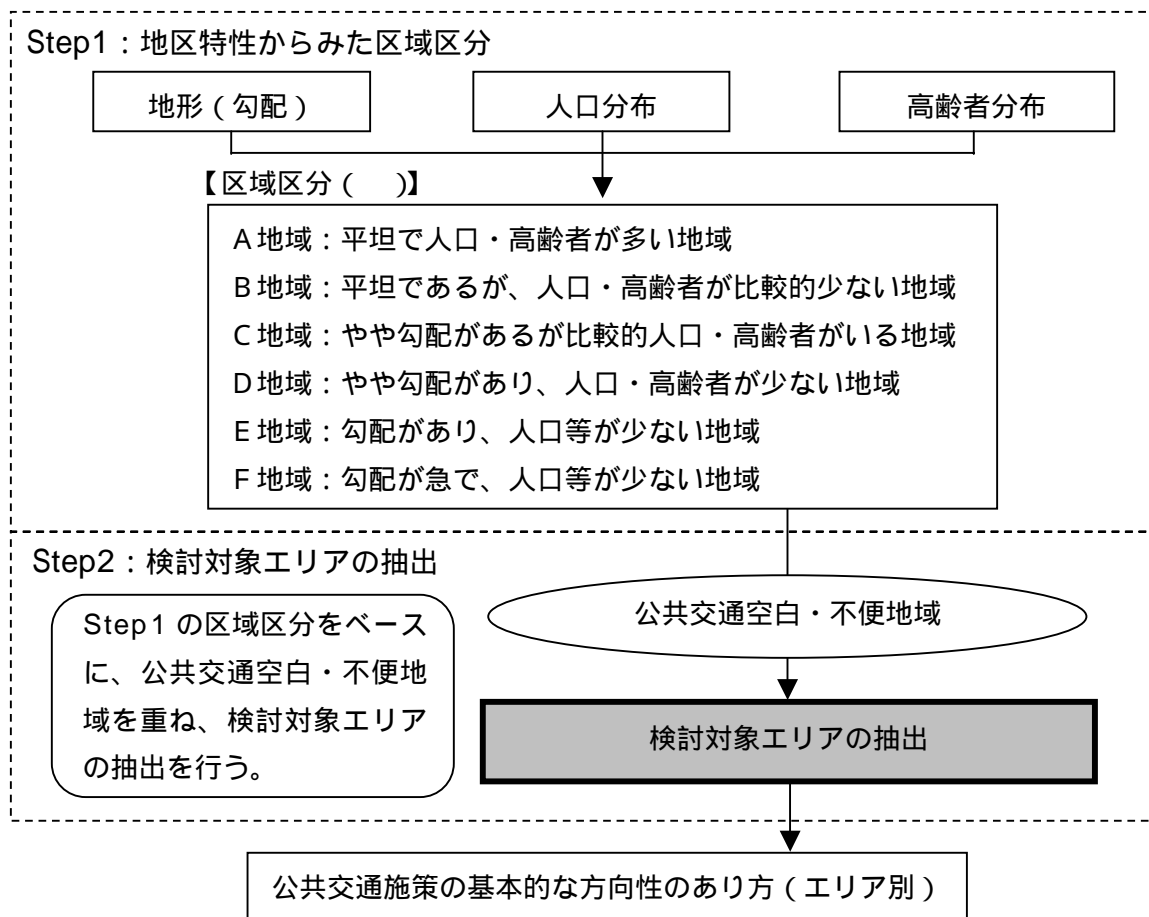 Step1：地区特性からみた区域区分
地形（勾配）
人口分布
高齢者分布
【区域区分（　）】
A地域：平坦で人口・高齢者が多い地域
B地域：平坦であるが、人口・高齢者が比較的少ない地域
C地域：やや勾配があるが比較的人口・高齢者がいる地域
D地域：やや勾配があり、人口・高齢者が少ない地域
E地域：勾配があり、人口等が少ない地域
F地域：勾配が急で、人口等が少ない地域
Step2：検討対象エリアの抽出
Step1の区域区分をベース
に、公共交通空白・不便地
域を重ね、検討対象エリア
の抽出を行う。
公共交通空白・不便地域
検討対象エリアの抽出
公共交通施策の基本的な方向性のあり方（エリア別）